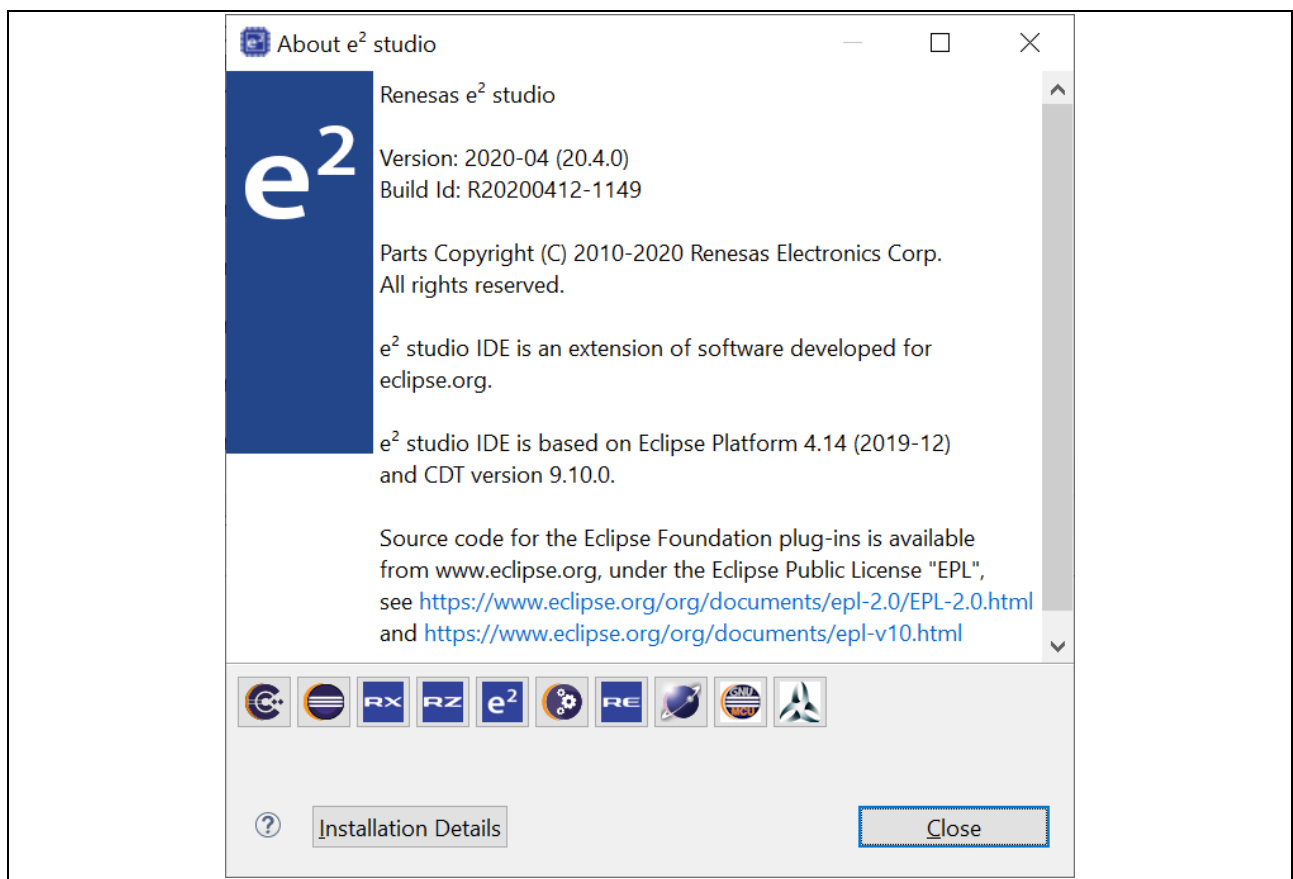 About e² studio
e²
Renesas e² studio
Version: 2020-04 (20.4.0)
Build Id: R20200412-1149
Parts Copyright (C) 2010-2020 Renesas Electronics Corp.
All rights reserved.
e² studio IDE is an extension of software developed for
eclipse.org.
e² studio IDE is based on Eclipse Platform 4.14 (2019-12)
and CDT version 9.10.0.
Source code for the Eclipse Foundation plug-ins is available
from www.eclipse.org, under the Eclipse Public License "EPL",
see https://www.eclipse.org/org/documents/epl-2.0/EPL-2.0.html
and https://www.eclipse.org/org/documents/epl-v10.html
C++ RX RZ e² RE GNU MCU
? Installation Details Close